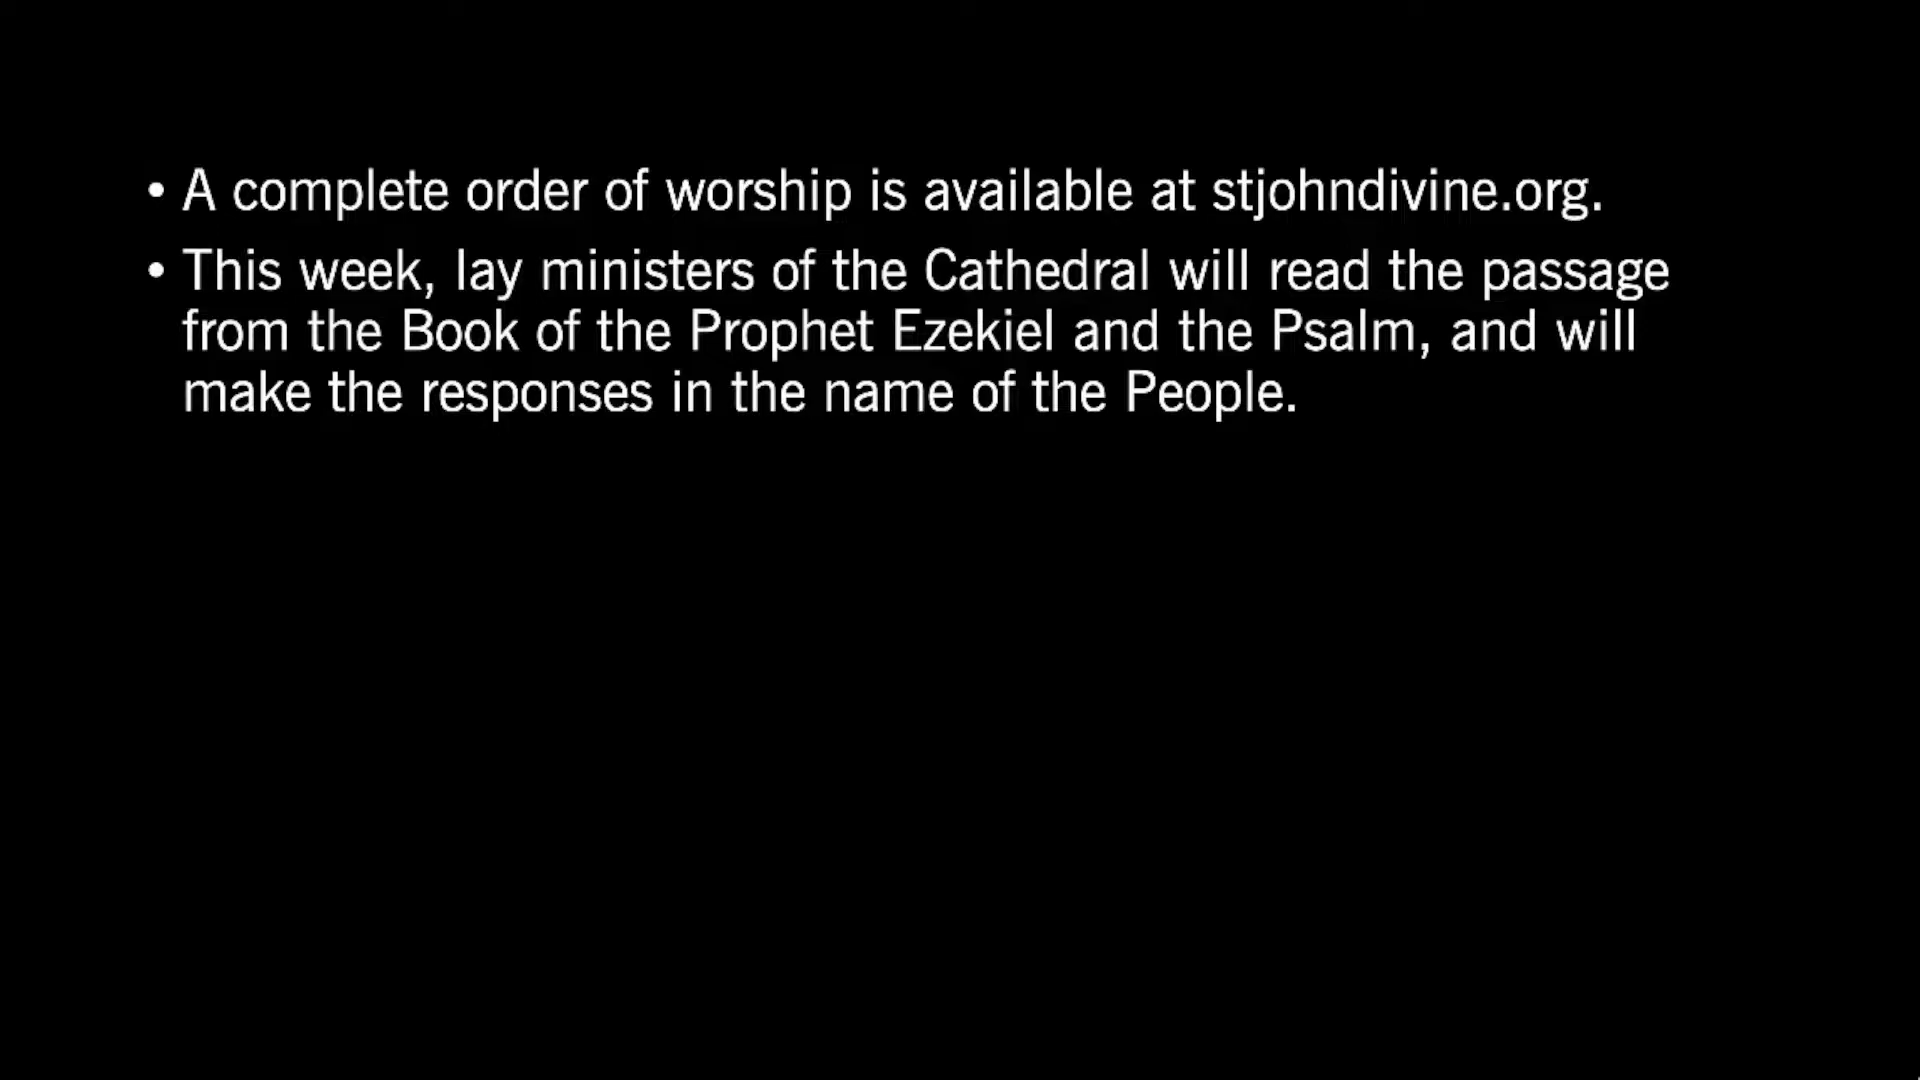 • A complete order of worship is available at stjohndivine.org.
• This week, lay ministers of the Cathedral will read the passage
from the Book of the Prophet Ezekiel and the Psalm, and will
make the responses in the name of the People.